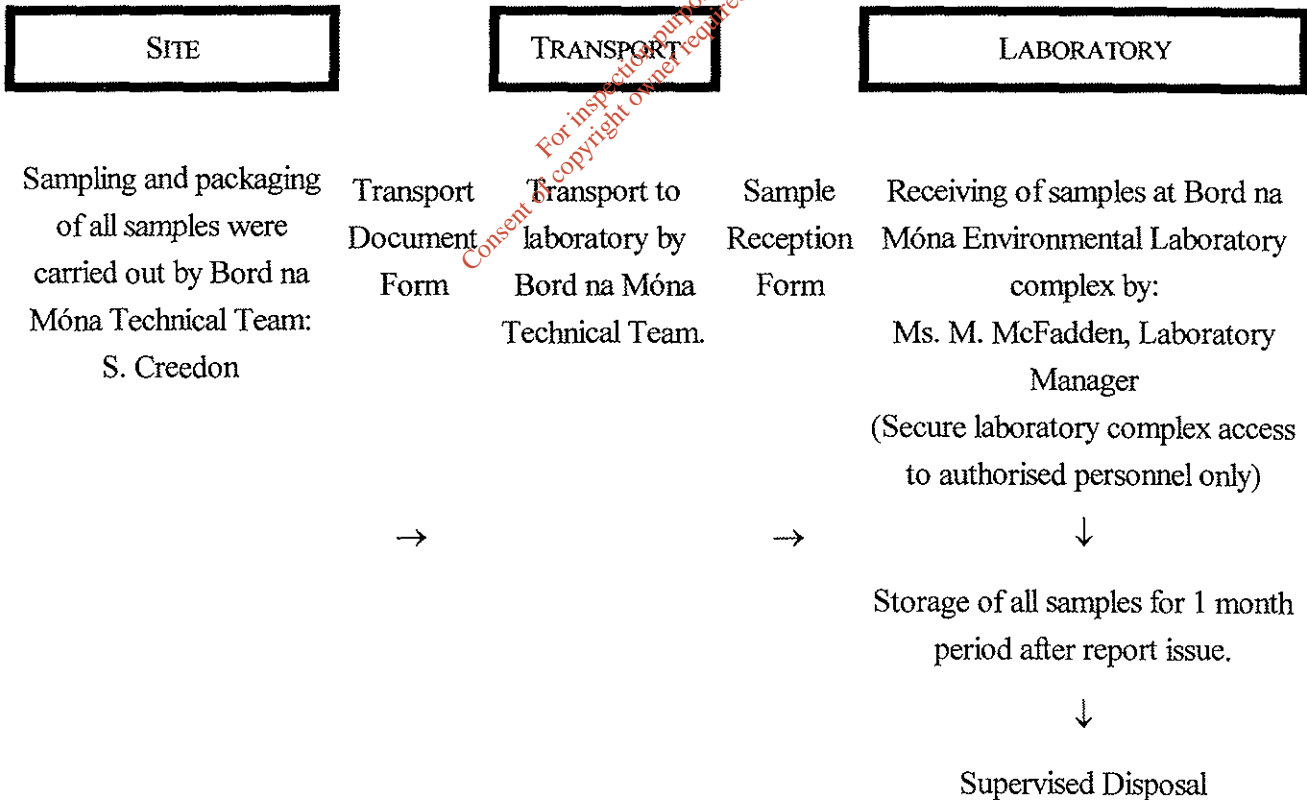 SITE
TRANSPORT
LABORATORY
Sampling and packaging
of all samples were
carried out by Bord na
Móna Technical Team:
S. Creedon
Transport
Document
Form
Transport to
laboratory by
Bord na Móna
Technical Team.
Sample
Reception
Form
Receiving of samples at Bord na
Móna Environmental Laboratory
complex by:
Ms. M. McFadden, Laboratory
Manager
(Secure laboratory complex access
to authorised personnel only)
→
→
↓
Storage of all samples for 1 month
period after report issue.
↓
Supervised Disposal
For inspection
Consent of copyright owner